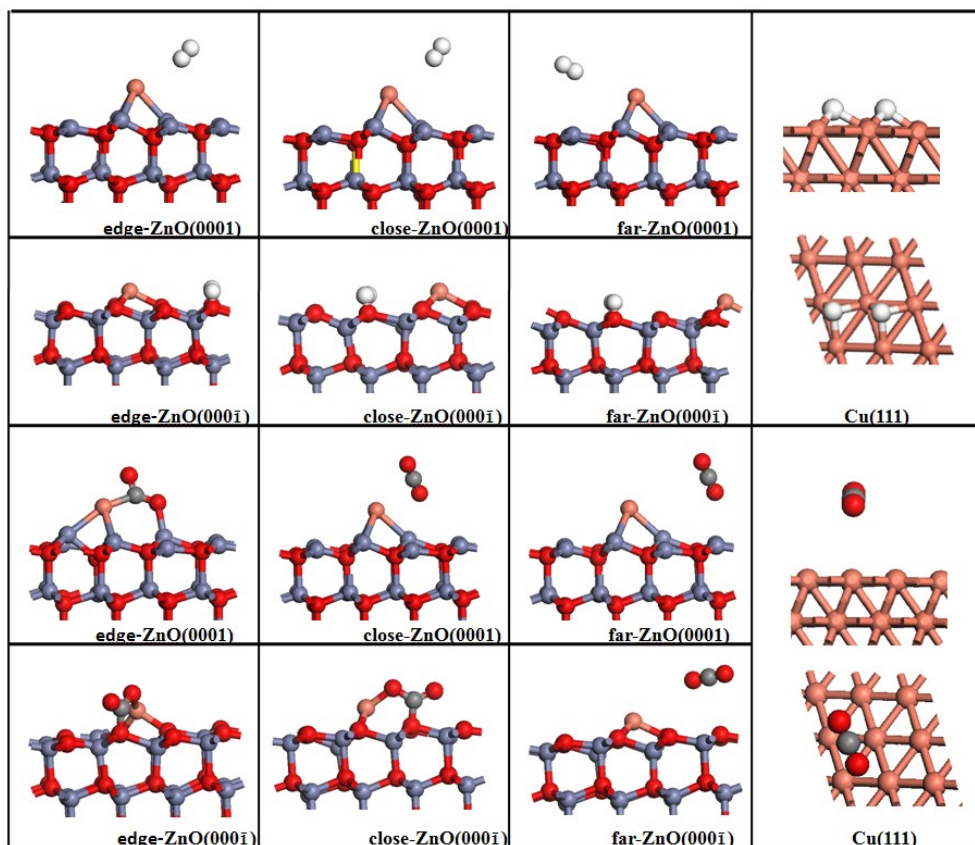 edge-ZnO(0001)
close-ZnO(0001)
far-ZnO(0001)
edge-ZnO(000ī)
close-ZnO(000ī)
far-ZnO(000ī)
Cu(111)
edge-ZnO(0001)
close-ZnO(0001)
far-ZnO(0001)
edge-ZnO(000ī)
close-ZnO(000ī)
far-ZnO(000ī)
Cu(111)